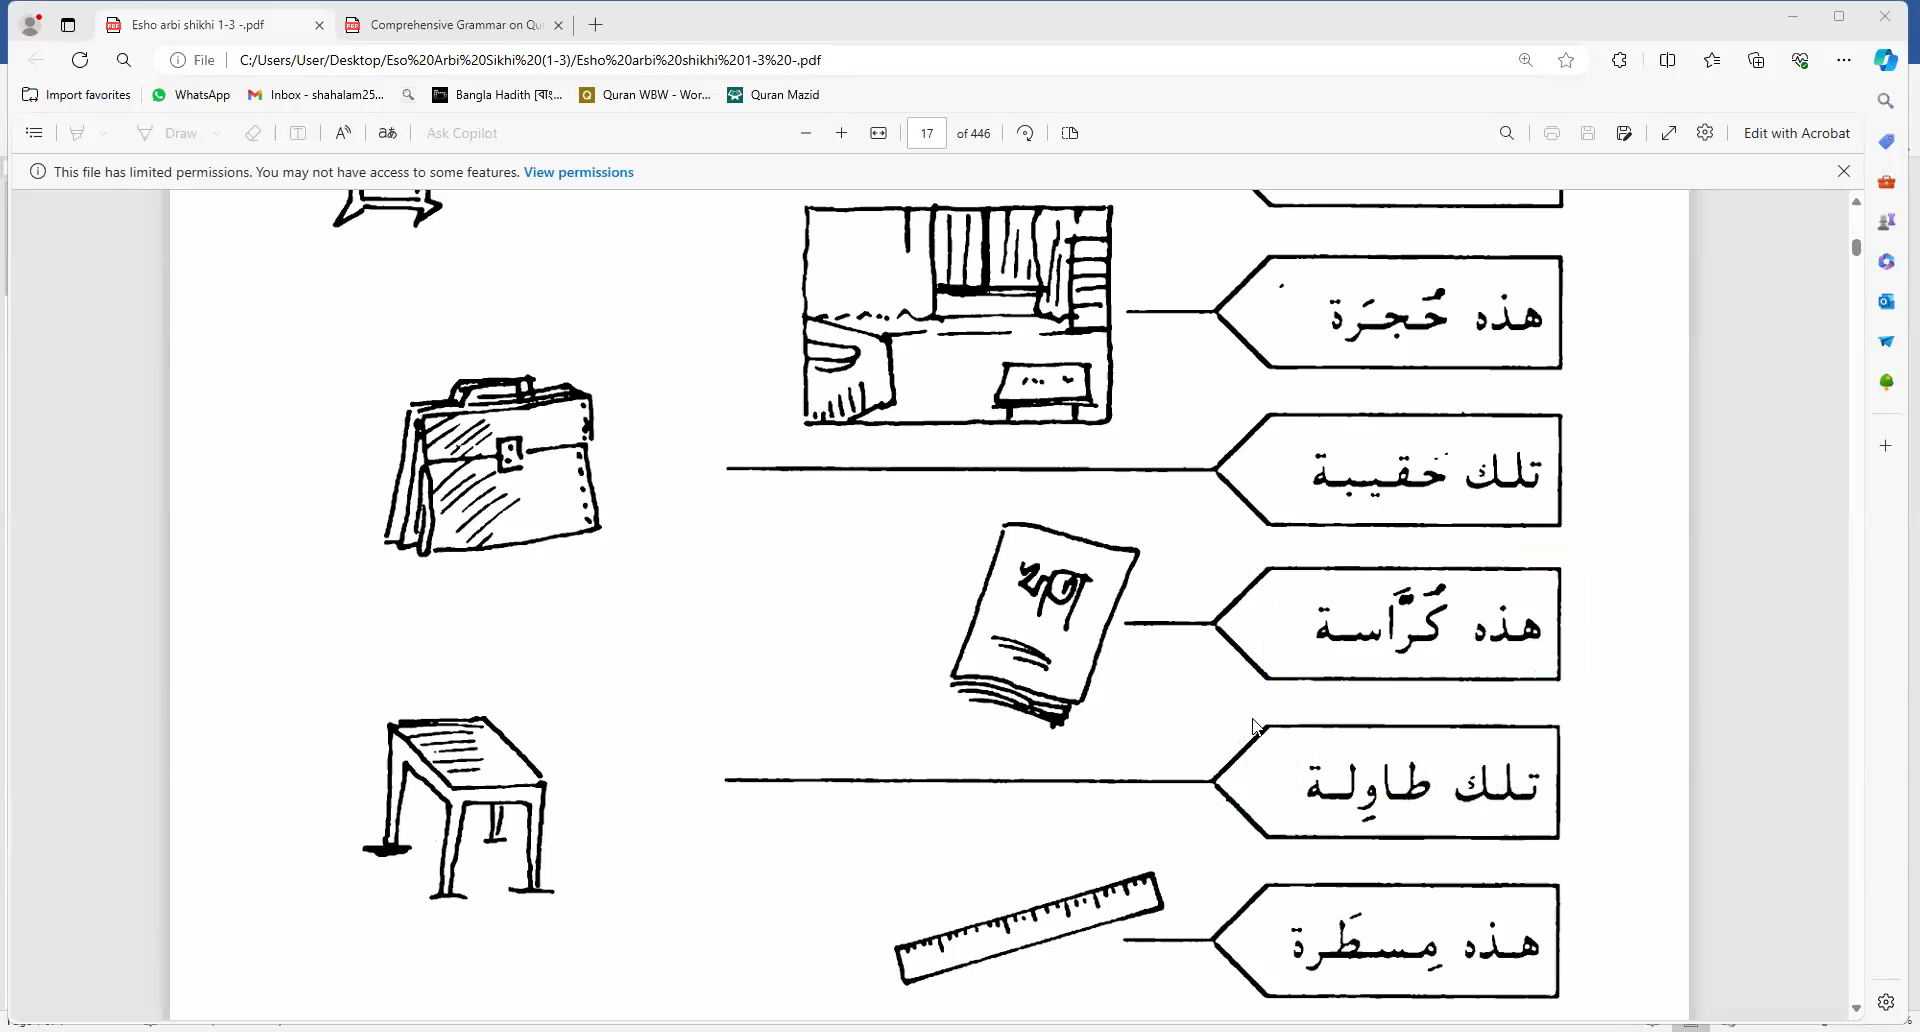 Esho arbi shikhi 1-3 -.pdf
Comprehensive Grammar on Qu
File
C:/Users/User/Desktop/Eso%20Arbi%20Sikhi%20(1-3)/Esho%20arbi%20shikhi%201-3%20-.pdf
Import favorites
WhatsApp
Inbox - shahalam25...
Bangla Hadith [বাং...
Quran WBW - Wor...
Quran Mazid
Draw
Ask Copilot
17 of 446
Edit with Acrobat
This file has limited permissions. You may not have access to some features. View permissions
هذه حُجَرَة
تلك حَقيبة
هذه كُرَّاسة
تلك طاوِلة
هذه مِسطَرة